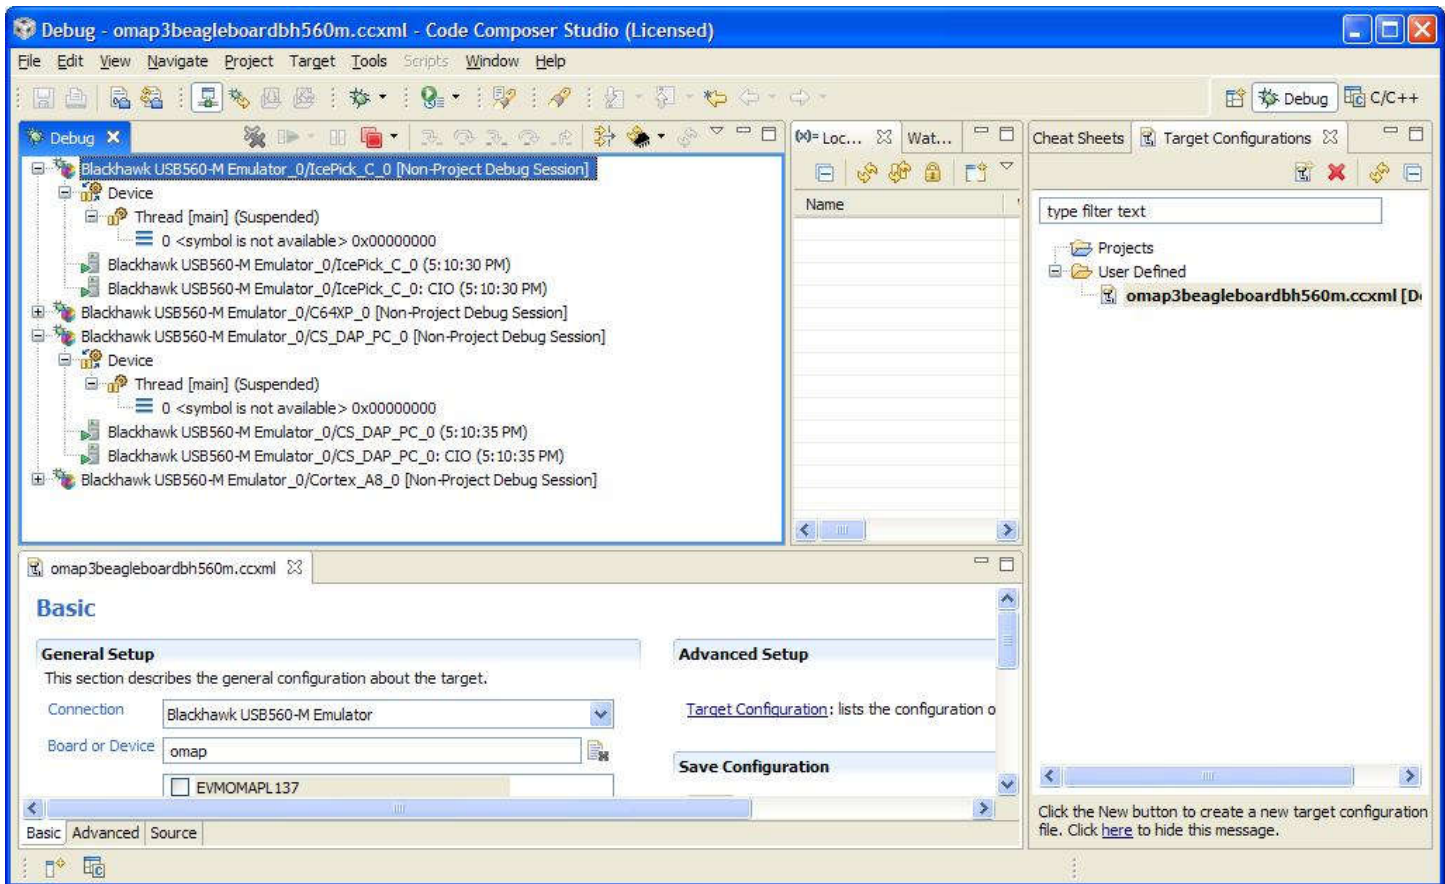 Debug - omap3beagleboardbh560m.ccxml - Code Composer Studio (Licensed)
File Edit View Navigate Project Target Tools Scripts Window Help
Debug C/C++
Debug
Blackhawk USB560-M Emulator_0/IcePick_C_0 [Non-Project Debug Session]
Device
Thread [main] (Suspended)
0 <symbol is not available> 0x00000000
Blackhawk USB560-M Emulator_0/IcePick_C_0 (5:10:30 PM)
Blackhawk USB560-M Emulator_0/IcePick_C_0: CIO (5:10:30 PM)
Blackhawk USB560-M Emulator_0/C64XP_0 [Non-Project Debug Session]
Blackhawk USB560-M Emulator_0/CS_DAP_PC_0 [Non-Project Debug Session]
Device
Thread [main] (Suspended)
0 <symbol is not available> 0x00000000
Blackhawk USB560-M Emulator_0/CS_DAP_PC_0 (5:10:35 PM)
Blackhawk USB560-M Emulator_0/CS_DAP_PC_0: CIO (5:10:35 PM)
Blackhawk USB560-M Emulator_0/Cortex_A8_0 [Non-Project Debug Session]
(x)= Loc... Wat...
Name
Cheat Sheets Target Configurations
type filter text
Projects
User Defined
omap3beagleboardbh560m.ccxml [De
Click the New button to create a new target configuration
file. Click here to hide this message.
omap3beagleboardbh560m.ccxml
Basic
General Setup
This section describes the general configuration about the target.
Connection Blackhawk USB560-M Emulator
Board or Device omap
EVMOMAPL137
Advanced Setup
Target Configuration: lists the configuration o
Save Configuration
Basic Advanced Source